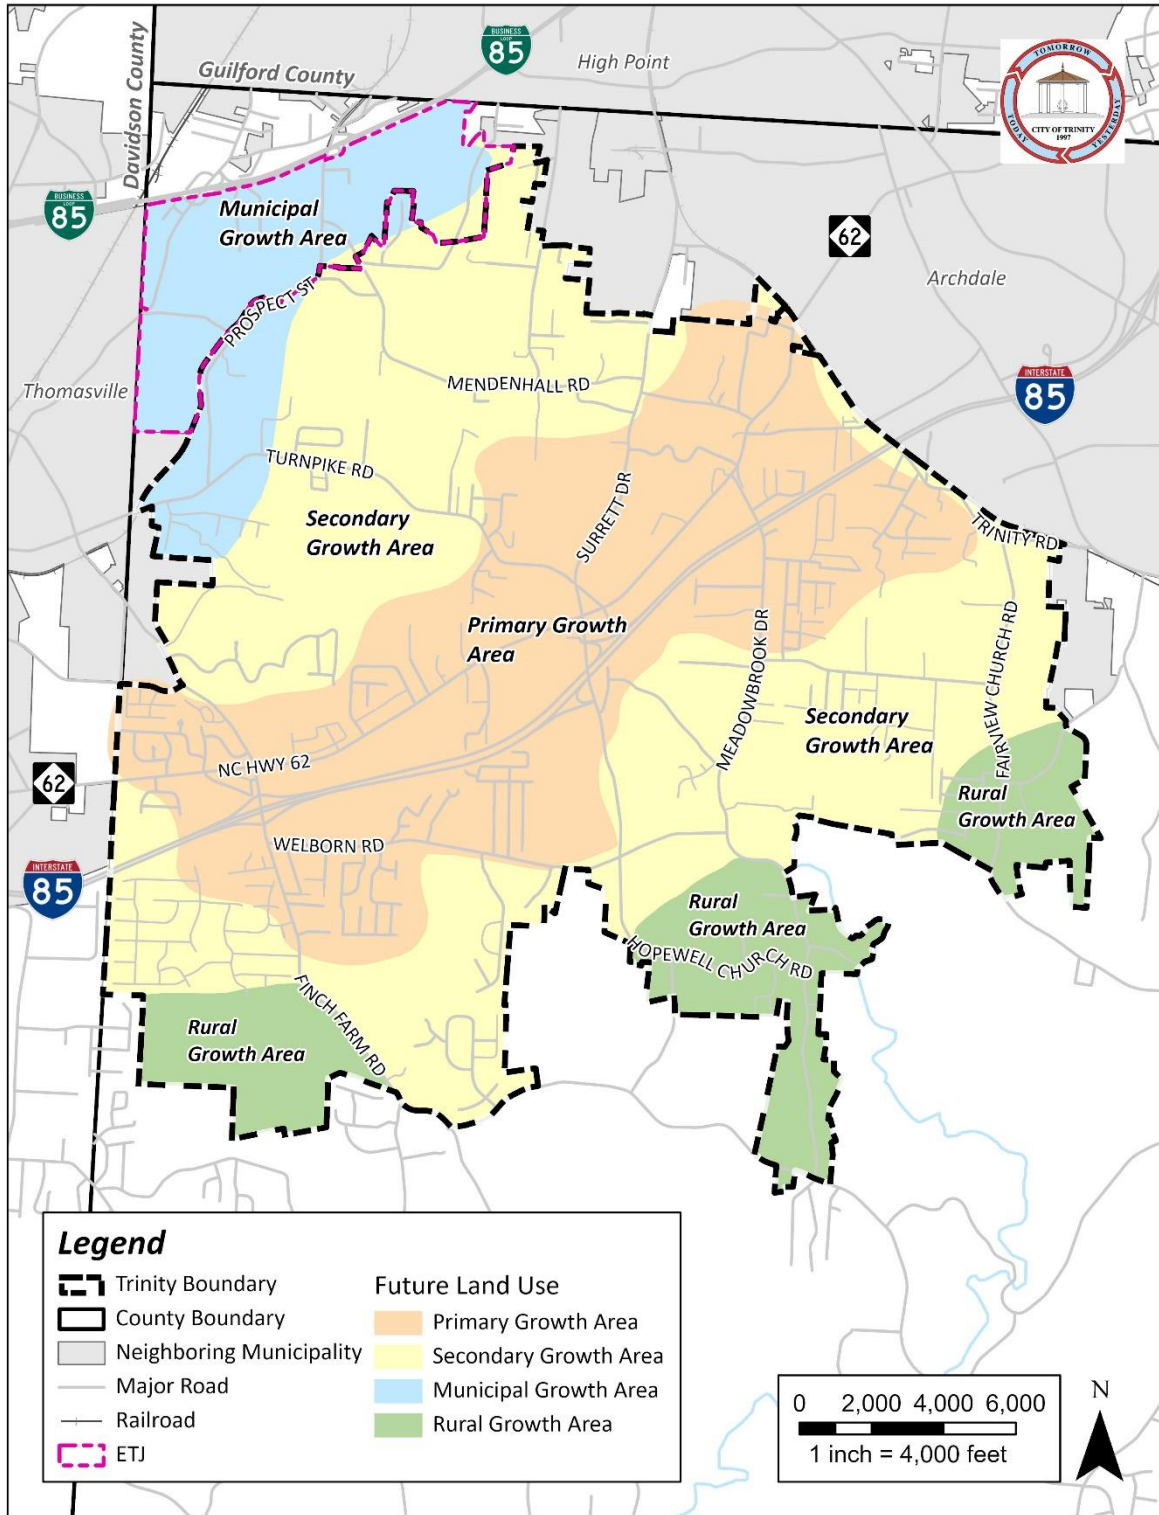 BUSINESS
LOOP
85
Guilford County
High Point
Davidson County
TOMORROW
TODAY
YESTERDAY
CITY OF TRINITY
1997
BUSINESS
LOOP
85
Municipal
Growth Area
62
Archdale
PROSPECT ST
Thomasville
MENDENHALL RD
INTERSTATE
85
TURNPIKE RD
SURRETT DR
Secondary
Growth Area
TRINITY RD
Primary Growth
Area
MEADOWBROOK DR
FAIRVIEW CHURCH RD
Secondary
Growth Area
NC HWY 62
62
Rural
Growth Area
WELBORN RD
INTERSTATE
85
Rural
Growth Area
HOPEWELL CHURCH RD
FINCH FARM RD
Rural
Growth Area
Legend
Trinity Boundary
County Boundary
Neighboring Municipality
Major Road
Railroad
ETJ
Future Land Use
Primary Growth Area
Secondary Growth Area
Municipal Growth Area
Rural Growth Area
0 2,000 4,000 6,000
1 inch = 4,000 feet
N